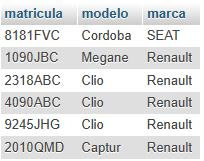 matricula modelo marca
8181FVC Cordoba SEAT
1090JBC Megane Renault
2318ABC Clio Renault
4090ABC Clio Renault
9245JHG Clio Renault
2010QMD Captur Renault